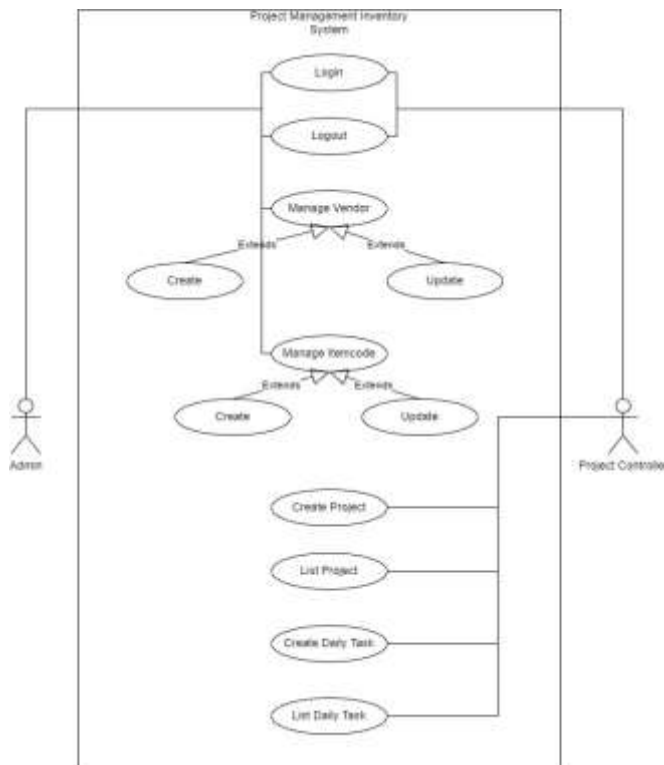 Project Management Inventory
System
Login
Logout
Manage Vendor
Extends
Extends
Create
Update
Manage Itemcode
Extends
Extends
Create
Update
Admin
Project Controlle
Create Project
List Project
Create Daily Task
List Daily Task